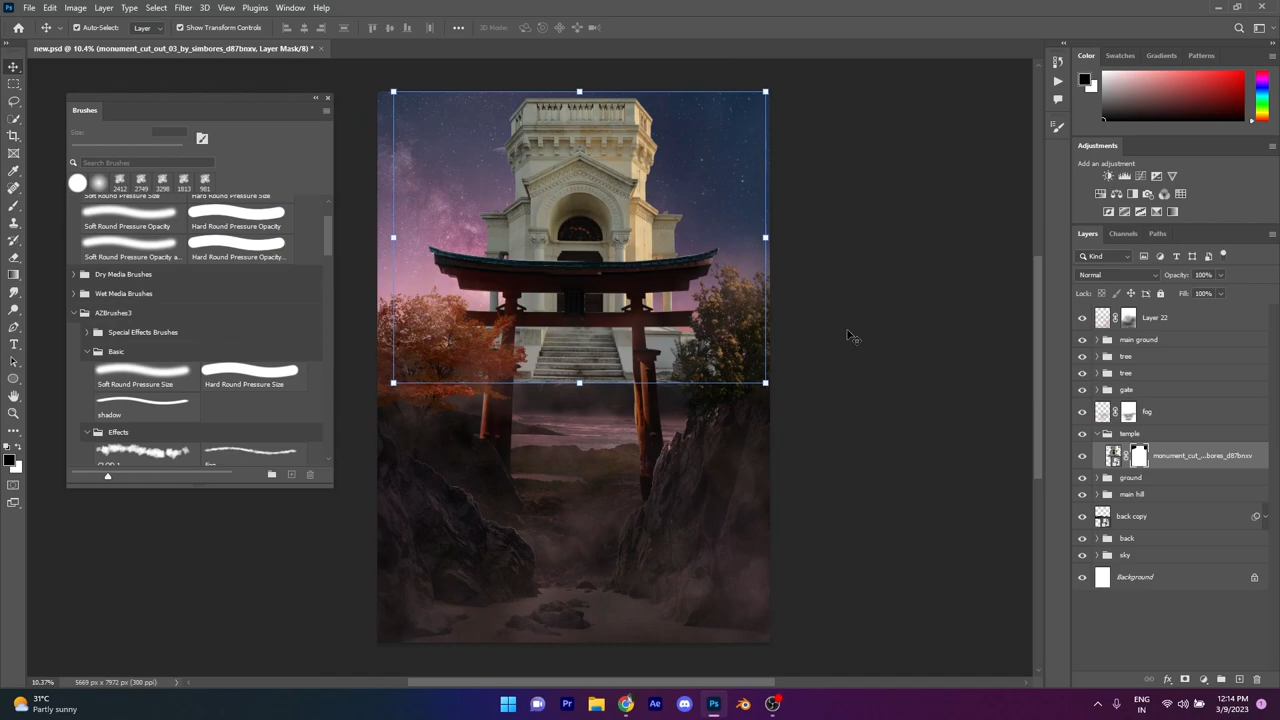 File Edit Image Layer Type Select Filter 3D View Plugins Window Help
Auto-Select: Layer Show Transform Controls 3D Mode:
new.psd @ 10.4% (monument_cut_out_03_by_simbores_d87bnxv, Layer Mask/8) *
Brushes
Size:
Search Brushes
2412 2749 3298 1813 981
Soft Round Pressure Size Hard Round Pressure Size
Soft Round Pressure Opacity Hard Round Pressure Opacity
Soft Round Pressure Opacity a... Hard Round Pressure Opacity...
Dry Media Brushes
Wet Media Brushes
AZBrushes3
Special Effects Brushes
Basic
Soft Round Pressure Size Hard Round Pressure Size
shadow
Effects
Color Swatches Gradients Patterns
Adjustments
Add an adjustment
Layers Channels Paths
Kind
Normal Opacity: 100%
Lock: Fill: 100%
Layer 22
main ground
tree
tree
gate
fog
temple
monument_cut_...bores_d87bnxv
ground
main hill
back copy
back
sky
Background
10.37% 5669 px x 7972 px (300 ppi)
31°C
Partly sunny
ENG
IN
12:14 PM
3/9/2023